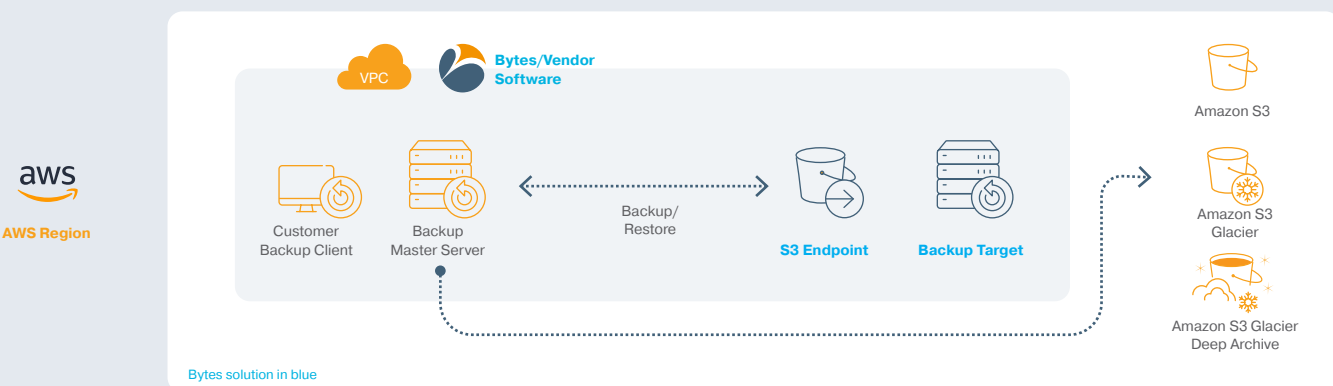 VPC
Bytes/Vendor
Software
Amazon S3
aws
AWS Region
Customer
Backup Client
Backup
Master Server
Backup/
Restore
S3 Endpoint
Backup Target
Amazon S3
Glacier
Amazon S3 Glacier
Deep Archive
Bytes solution in blue